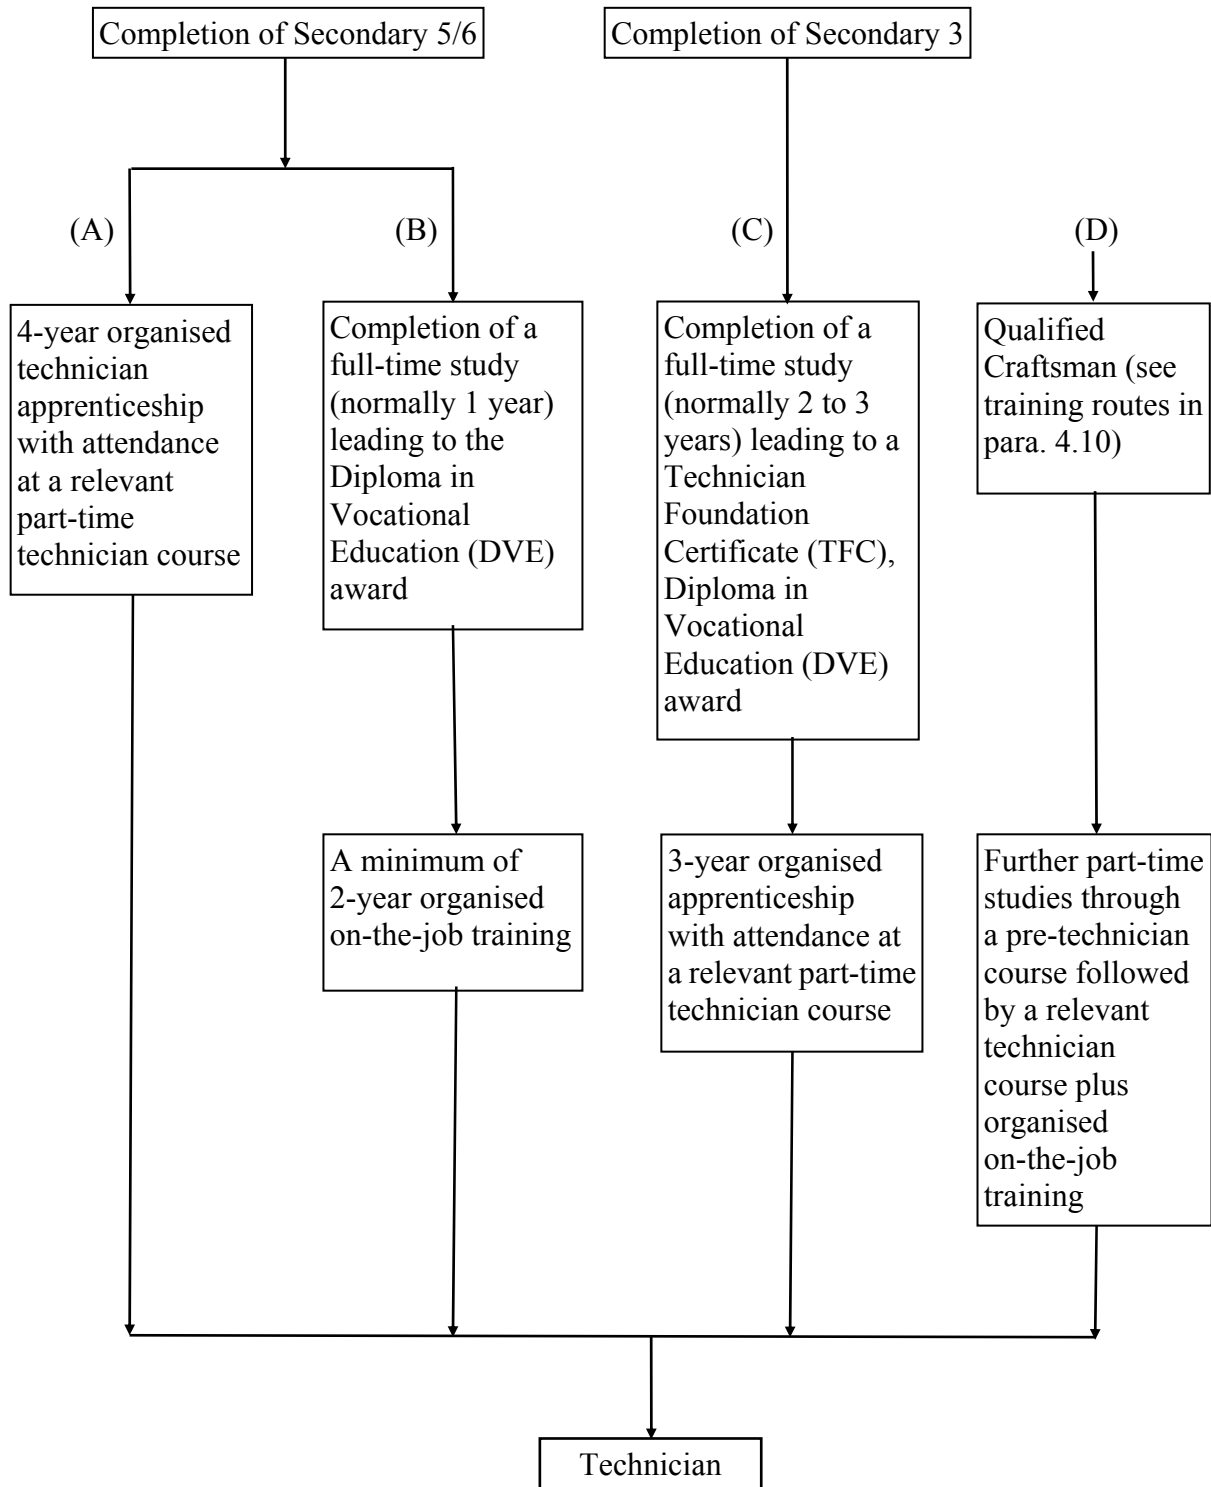 Completion of Secondary 5/6
Completion of Secondary 3
(A)
(B)
(C)
(D)
4-year organised
technician
apprenticeship
with attendance
at a relevant
part-time
technician course
Completion of a
full-time study
(normally 1 year)
leading to the
Diploma in
Vocational
Education (DVE)
award
Completion of a
full-time study
(normally 2 to 3
years) leading to a
Technician
Foundation
Certificate (TFC),
Diploma in
Vocational
Education (DVE)
award
Qualified
Craftsman (see
training routes in
para. 4.10)
A minimum of
2-year organised
on-the-job training
3-year organised
apprenticeship
with attendance at
a relevant part-time
technician course
Further part-time
studies through
a pre-technician
course followed
by a relevant
technician
course plus
organised
on-the-job
training
Technician